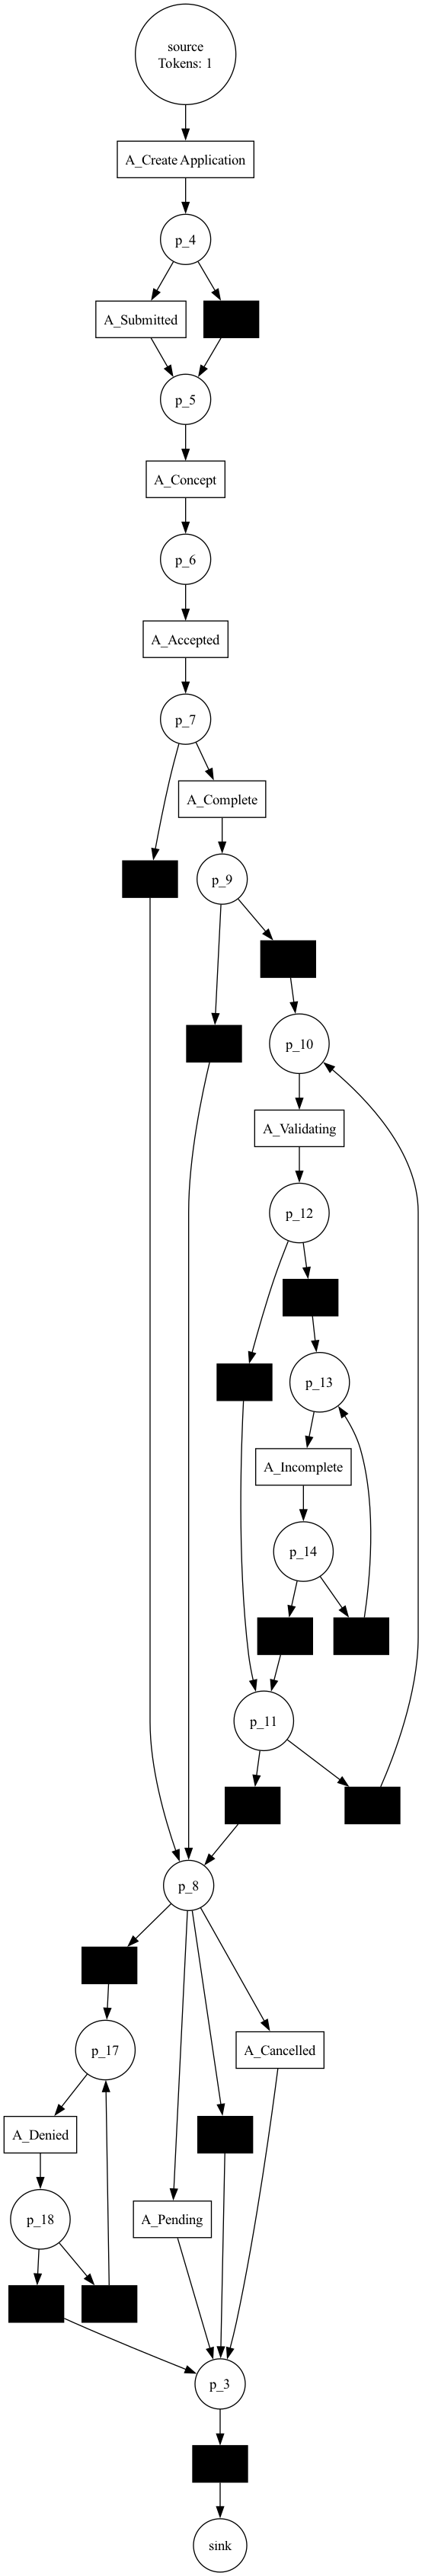 source
Tokens: 1
A_Create Application
p_4
A_Submitted
p_5
A_Concept
p_6
A_Accepted
p_7
A_Complete
p_9
p_10
A_Validating
p_12
p_13
A_Incomplete
p_14
p_11
p_8
p_17
A_Cancelled
A_Denied
p_18
A_Pending
p_3
sink